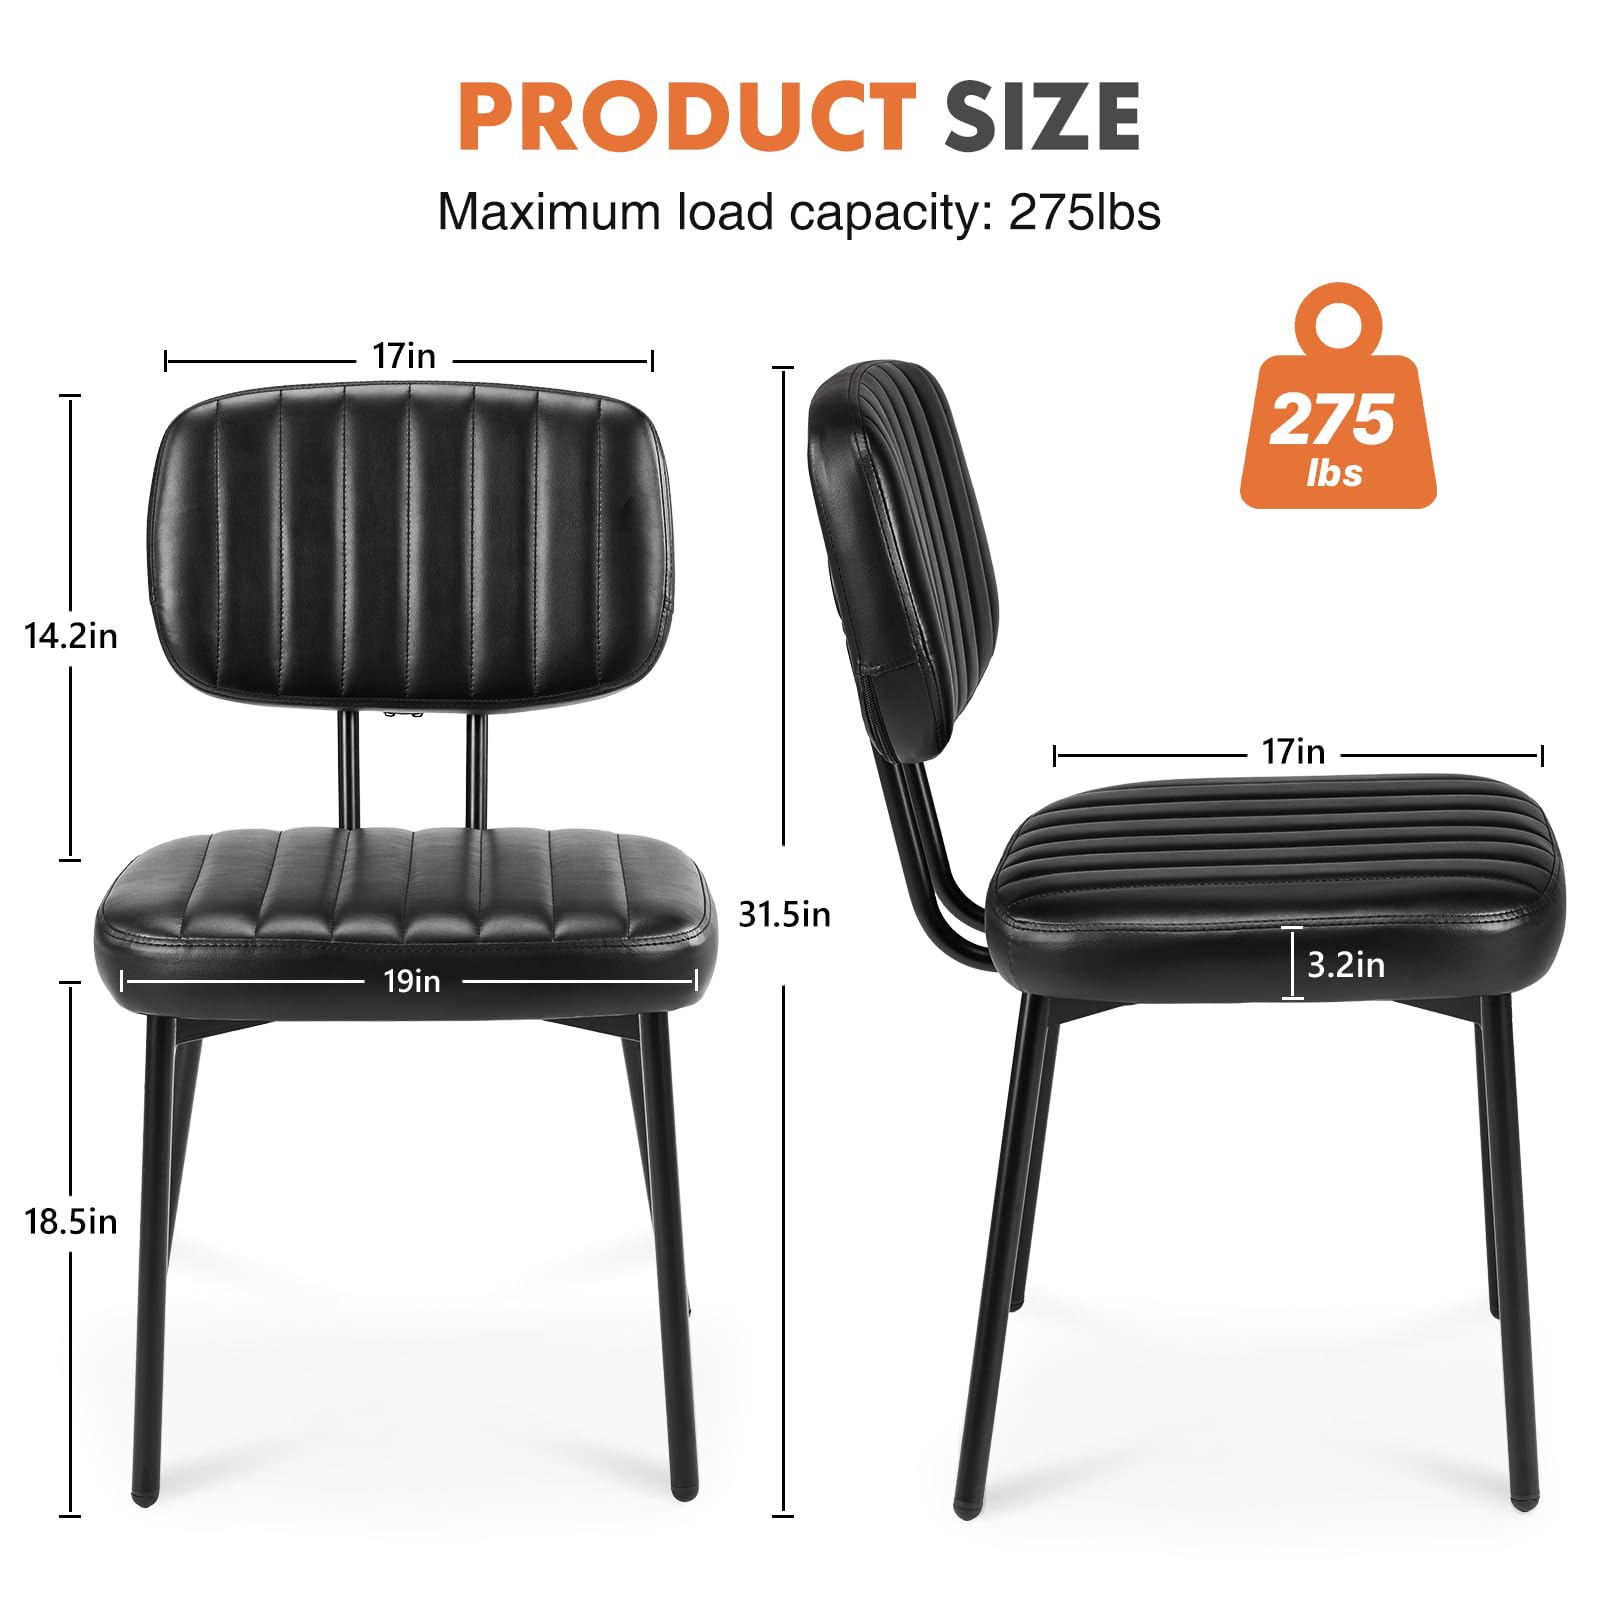 PRODUCT SIZE
Maximum load capacity: 275lbs
275
lbs
17in
14.2in
17in
31.5in
3.2in
19in
18.5in